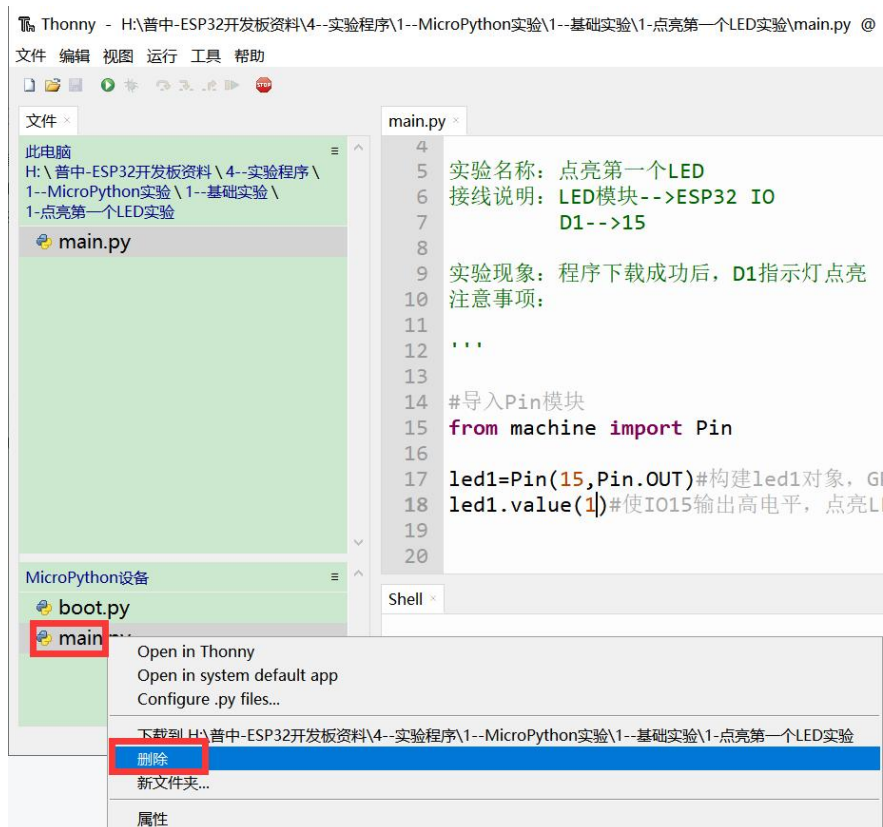 Thonny - H:\普中-ESP32开发板资料\4--实验程序\1--MicroPython实验\1--基础实验\1-点亮第一个LED实验\main.py @
文件 编辑 视图 运行 工具 帮助
STOP
文件 ×
此电脑
H: \ 普中-ESP32开发板资料 \ 4--实验程序 \
1--MicroPython实验 \ 1--基础实验 \
1-点亮第一个LED实验
main.py
MicroPython设备
boot.py
main
main.py ×
4
5 实验名称：点亮第一个LED
6 接线说明：LED模块-->ESP32 IO
7 D1-->15
8
9 实验现象：程序下载成功后，D1指示灯点亮
10 注意事项：
11
12 '''
13
14 #导入Pin模块
15 from machine import Pin
16
17 led1=Pin(15,Pin.OUT)#构建led1对象，
18 led1.value(1)#使IO15输出高电平，点亮
19
20
Shell ×
Open in Thonny
Open in system default app
Configure .py files...
下载到 H:\普中-ESP32开发板资料\4--实验程序\1--MicroPython实验\1--基础实验\1-点亮第一个LED实验
删除
新文件夹...
属性